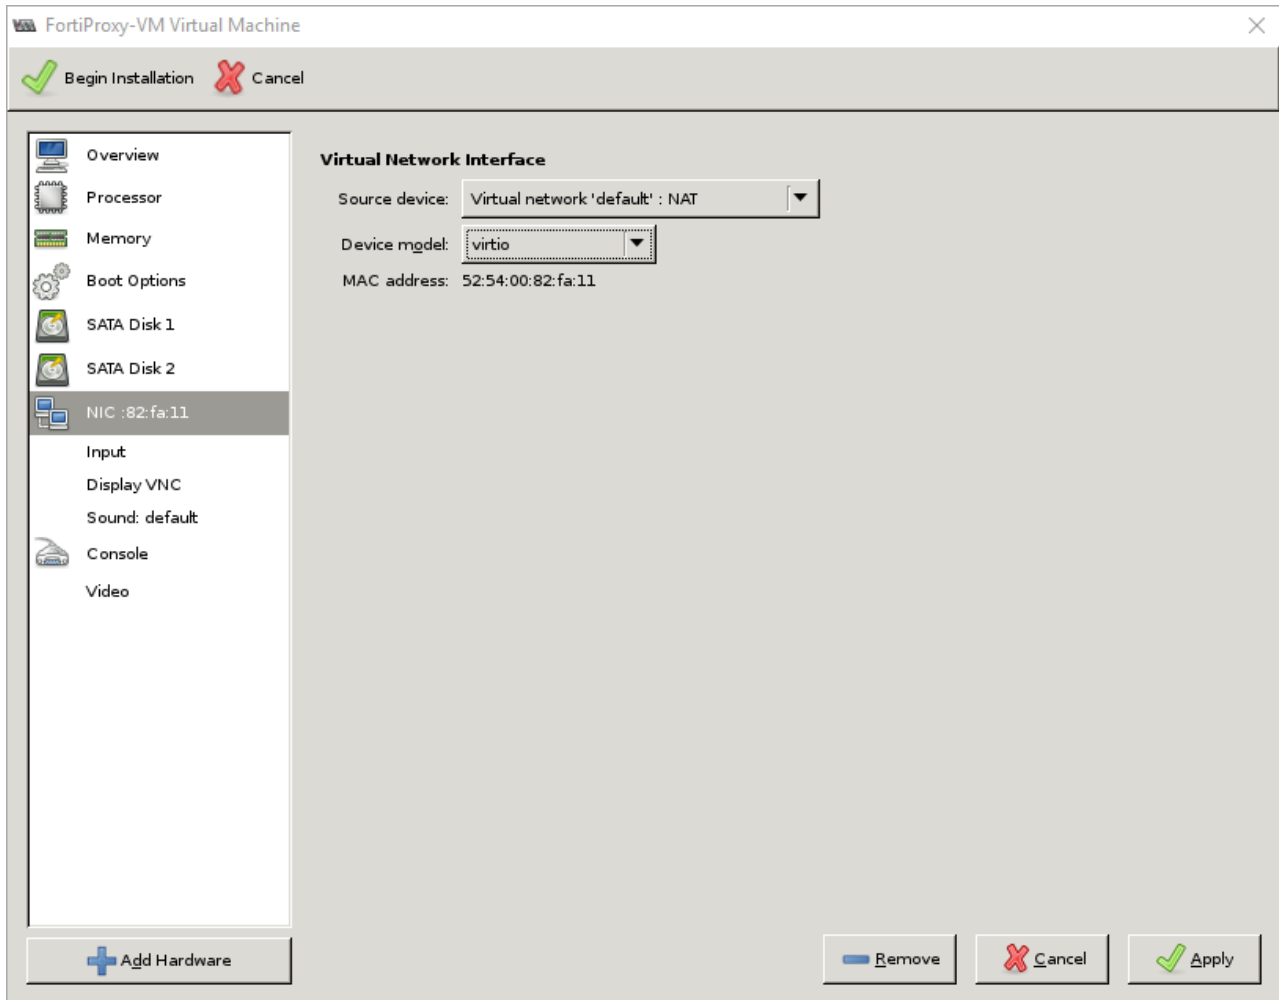 FortiProxy-VM Virtual Machine
Begin Installation Cancel
Overview
Processor
Memory
Boot Options
SATA Disk 1
SATA Disk 2
NIC :82:fa:11
Input
Display VNC
Sound: default
Console
Video
Add Hardware
Virtual Network Interface
Source device: Virtual network 'default' : NAT
Device model: virtio
MAC address: 52:54:00:82:fa:11
Remove Cancel Apply